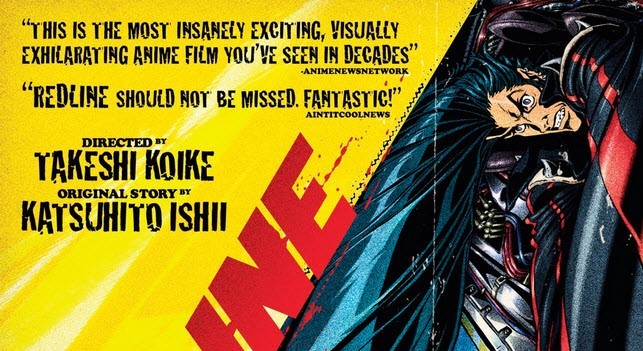 “THIS IS THE MOST INSANELY EXCITING, VISUALLY
EXHILARATING ANIME FILM YOU’VE SEEN IN DECADES”
-ANIMENEWSNETWORK
“REDLINE SHOULD NOT BE MISSED. FANTASTIC!”
AINTITCOOLNEWS
DIRECTED BY
TAKESHI KOIKE
ORIGINAL STORY BY
KATSUHITO ISHII
INE